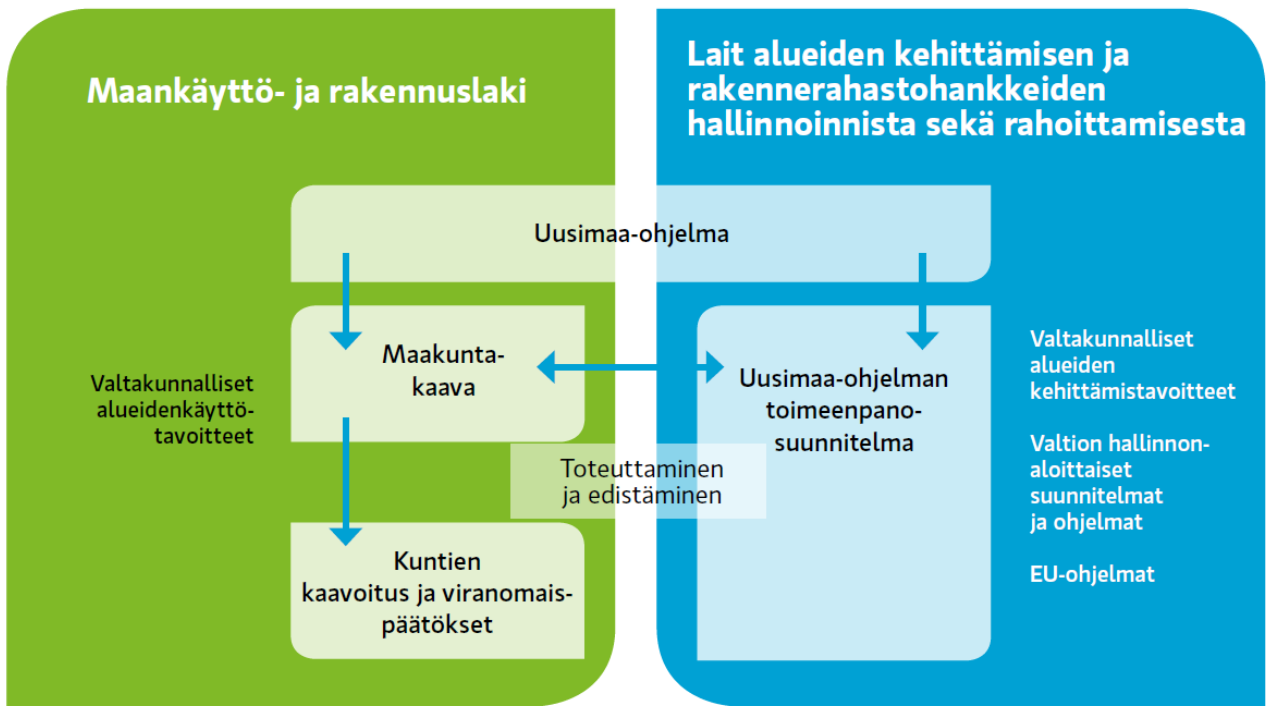 Maankäyttö- ja rakennuslaki
Lait alueiden kehittämisen ja
rakennerahastohankkeiden
hallinnoinnista sekä rahoittamisesta
Uusimaa-ohjelma
Maakunta-
kaava
Valtakunnalliset
alueidenkäyttö-
tavoitteet
Uusimaa-ohjelman
toimeenpano-
suunnitelma
Toteuttaminen
ja edistäminen
Kuntien
kaavoitus ja viranomais-
päätökset
Valtakunnalliset
alueiden
kehittämistavoitteet
Valtion hallinnon-
aloittaiset
suunnitelmat
ja ohjelmat
EU-ohjelmat